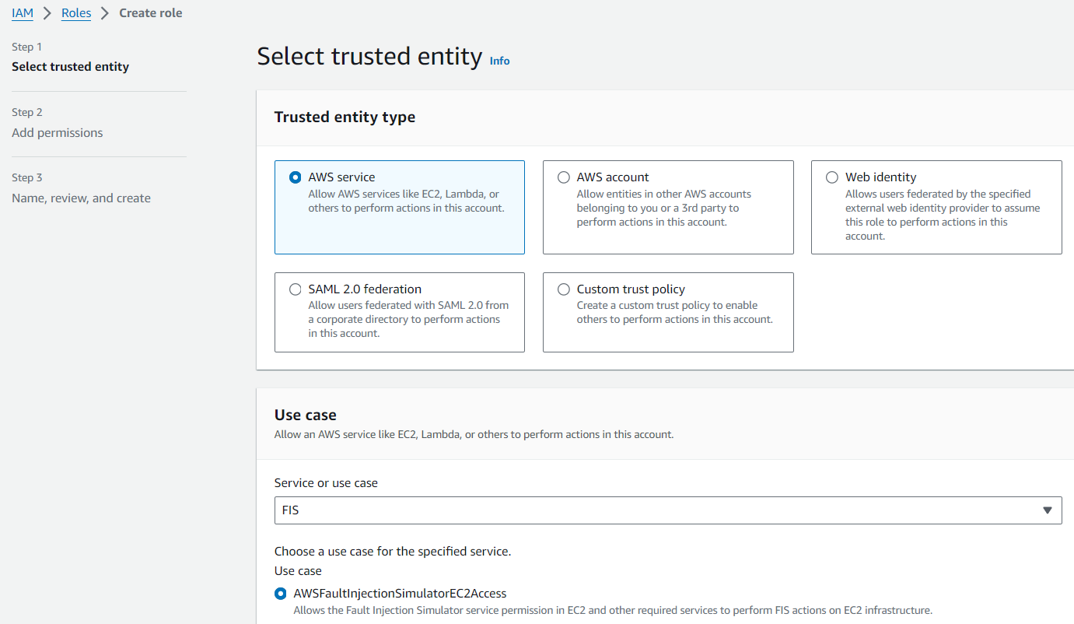 IAM > Roles > Create role
Step 1
Select trusted entity
Step 2
Add permissions
Step 3
Name, review, and create
Select trusted entity Info
Trusted entity type
AWS service
Allow AWS services like EC2, Lambda, or
others to perform actions in this account.
AWS account
Allow entities in other AWS accounts
belonging to you or a 3rd party to
perform actions in this account.
Web identity
Allows users federated by the specified
external web identity provider to assume
this role to perform actions in this
account.
SAML 2.0 federation
Allow users federated with SAML 2.0 from
a corporate directory to perform actions
in this account.
Custom trust policy
Create a custom trust policy to enable
others to perform actions in this account.
Use case
Allow an AWS service like EC2, Lambda, or others to perform actions in this account.
Service or use case
FIS
Choose a use case for the specified service.
Use case
AWSFaultInjectionSimulatorEC2Access
Allows the Fault Injection Simulator service permission in EC2 and other required services to perform FIS actions on EC2 infrastructure.